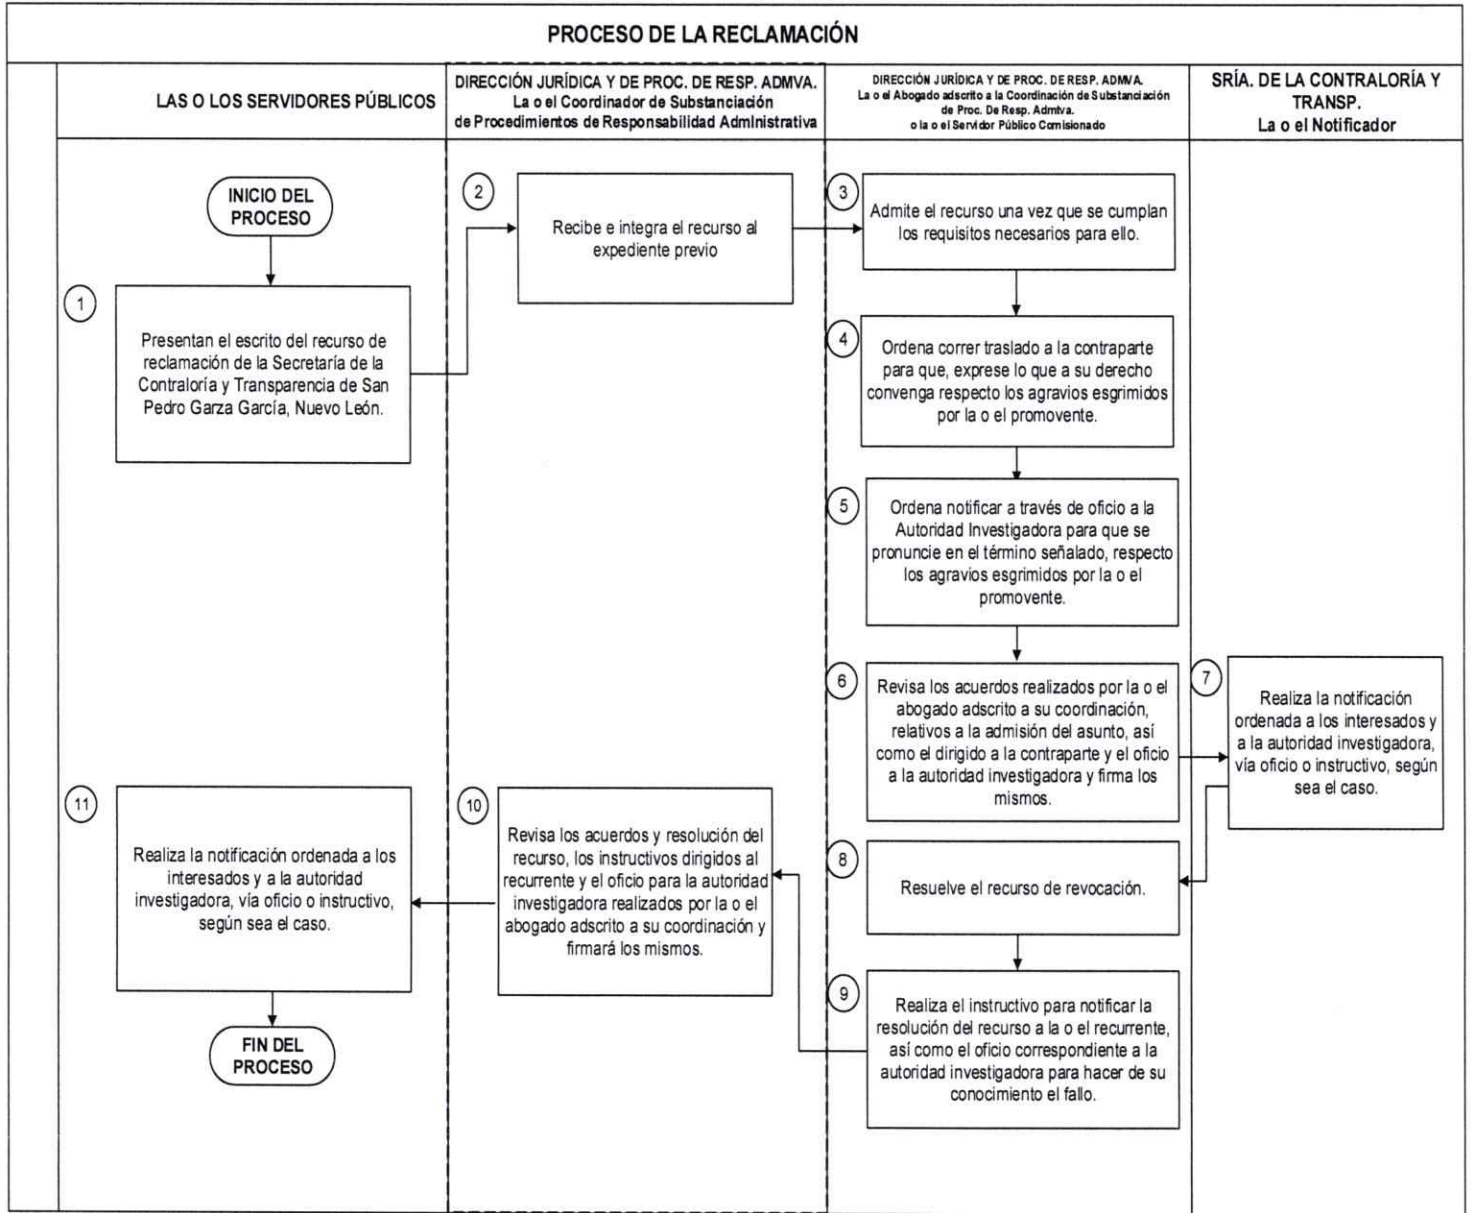 PROCESO DE LA RECLAMACIÓN
LAS O LOS SERVIDORES PÚBLICOS
DIRECCIÓN JURÍDICA Y DE PROC. DE RESP. ADMVA.
La o el Coordinador de Substanciación
de Procedimientos de Responsabilidad Administrativa
DIRECCIÓN JURÍDICA Y DE PROC. DE RESP. ADMVA.
La o el Abogado adscrito a la Coordinación de Substanciación
de Proc. De Resp. Admtva.
o la o el Servidor Público Comisionado
SRÍA. DE LA CONTRALORÍA Y
TRANSP.
La o el Notificador
INICIO DEL
PROCESO
1
Presentan el escrito del recurso de
reclamación de la Secretaría de la
Contraloría y Transparencia de San
Pedro Garza García, Nuevo León.
2
Recibe e integra el recurso al
expediente previo
3
Admite el recurso una vez que se cumplan
los requisitos necesarios para ello.
4
Ordena correr traslado a la contraparte
para que, exprese lo que a su derecho
convenga respecto los agravios esgrimidos
por la o el promovente.
5
Ordena notificar a través de oficio a la
Autoridad Investigadora para que se
pronuncie en el término señalado, respecto
los agravios esgrimidos por la o el
promovente.
6
Revisa los acuerdos realizados por la o el
abogado adscrito a su coordinación,
relativos a la admisión del asunto, así
como el dirigido a la contraparte y el oficio
a la autoridad investigadora y firma los
mismos.
7
Realiza la notificación
ordenada a los interesados y
a la autoridad investigadora,
vía oficio o instructivo, según
sea el caso.
8
Resuelve el recurso de revocación.
9
Realiza el instructivo para notificar la
resolución del recurso a la o el recurrente,
así como el oficio correspondiente a la
autoridad investigadora para hacer de su
conocimiento el fallo.
10
Revisa los acuerdos y resolución del
recurso, los instructivos dirigidos al
recurrente y el oficio para la autoridad
investigadora realizados por la o el
abogado adscrito a su coordinación y
firmará los mismos.
11
Realiza la notificación ordenada a los
interesados y a la autoridad
investigadora, vía oficio o instructivo,
según sea el caso.
FIN DEL
PROCESO